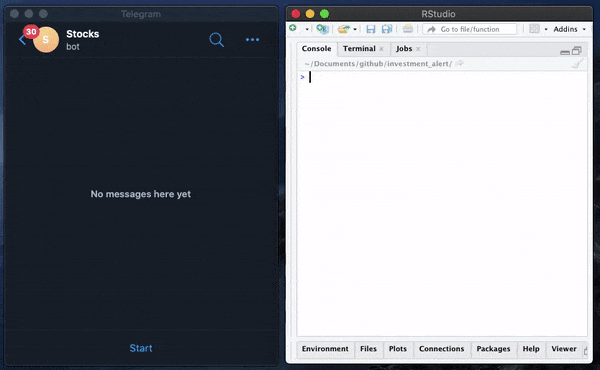 Telegram
30
S
Stocks
bot
No messages here yet
Start
RStudio
Go to file/function
Addins
Console Terminal × Jobs ×
~/Documents/github/investment_alert/
>
Environment Files Plots Connections Packages Help Viewer